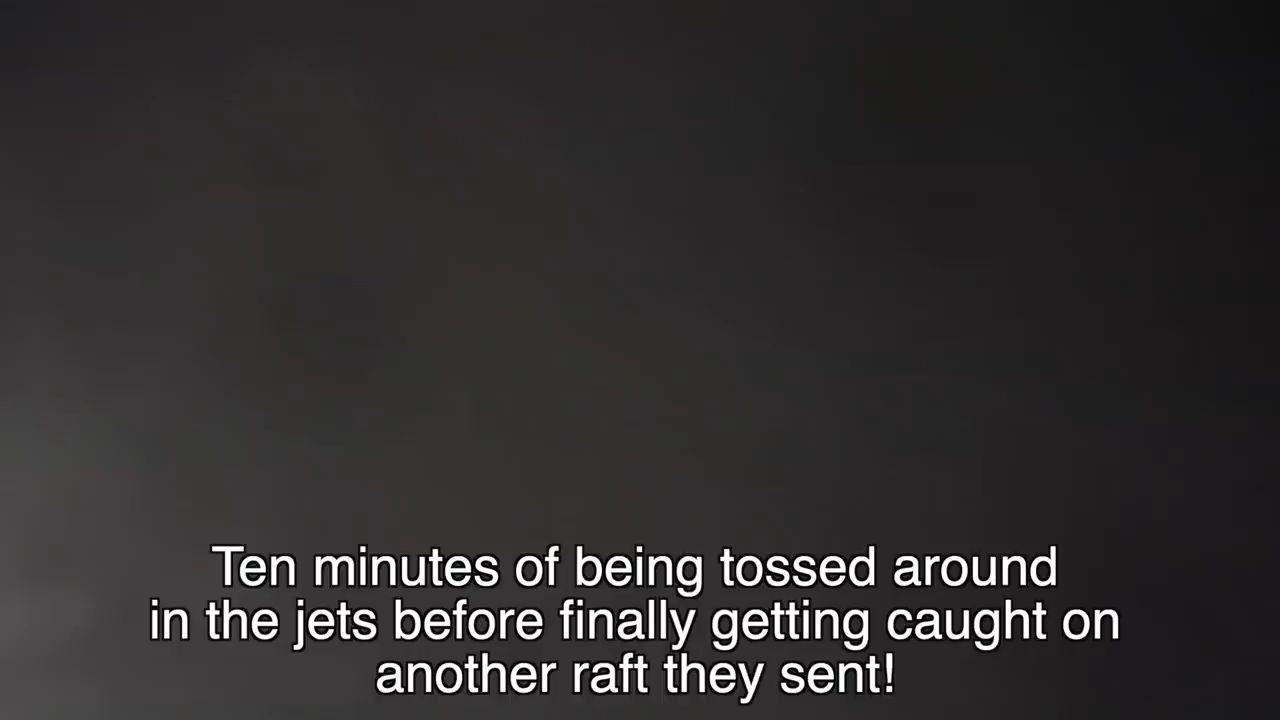 Ten minutes of being tossed around
in the jets before finally getting caught on
another raft they sent!